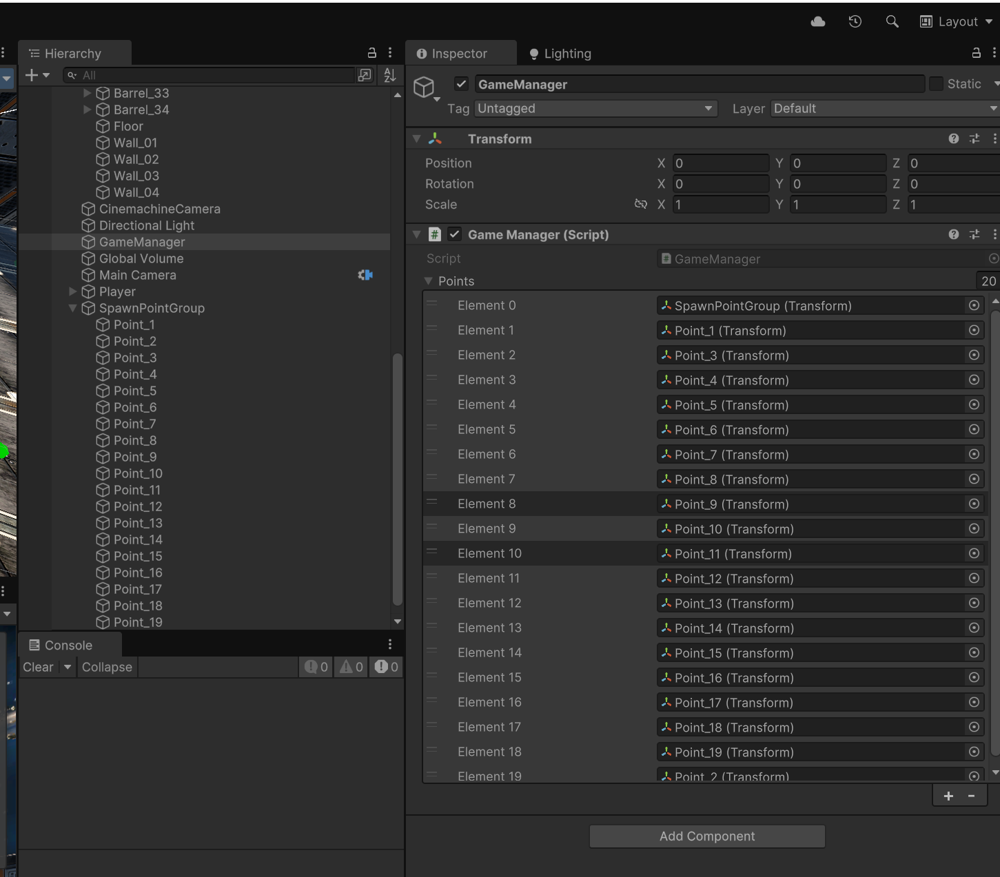 Layout
Hierarchy
All
Barrel_33
Barrel_34
Floor
Wall_01
Wall_02
Wall_03
Wall_04
CinemachineCamera
Directional Light
GameManager
Global Volume
Main Camera
Player
SpawnPointGroup
Point_1
Point_2
Point_3
Point_4
Point_5
Point_6
Point_7
Point_8
Point_9
Point_10
Point_11
Point_12
Point_13
Point_14
Point_15
Point_16
Point_17
Point_18
Point_19
Console
Clear Collapse 0 0 0
Inspector Lighting
GameManager Static
Tag Untagged Layer Default
Transform
Position X 0 Y 0 Z 0
Rotation X 0 Y 0 Z 0
Scale X 1 Y 1 Z 1
# Game Manager (Script)
Script # GameManager
Points 20
Element 0 SpawnPointGroup (Transform)
Element 1 Point_1 (Transform)
Element 2 Point_3 (Transform)
Element 3 Point_4 (Transform)
Element 4 Point_5 (Transform)
Element 5 Point_6 (Transform)
Element 6 Point_7 (Transform)
Element 7 Point_8 (Transform)
Element 8 Point_9 (Transform)
Element 9 Point_10 (Transform)
Element 10 Point_11 (Transform)
Element 11 Point_12 (Transform)
Element 12 Point_13 (Transform)
Element 13 Point_14 (Transform)
Element 14 Point_15 (Transform)
Element 15 Point_16 (Transform)
Element 16 Point_17 (Transform)
Element 17 Point_18 (Transform)
Element 18 Point_19 (Transform)
Element 19 Point_2 (Transform)
+ -
Add Component